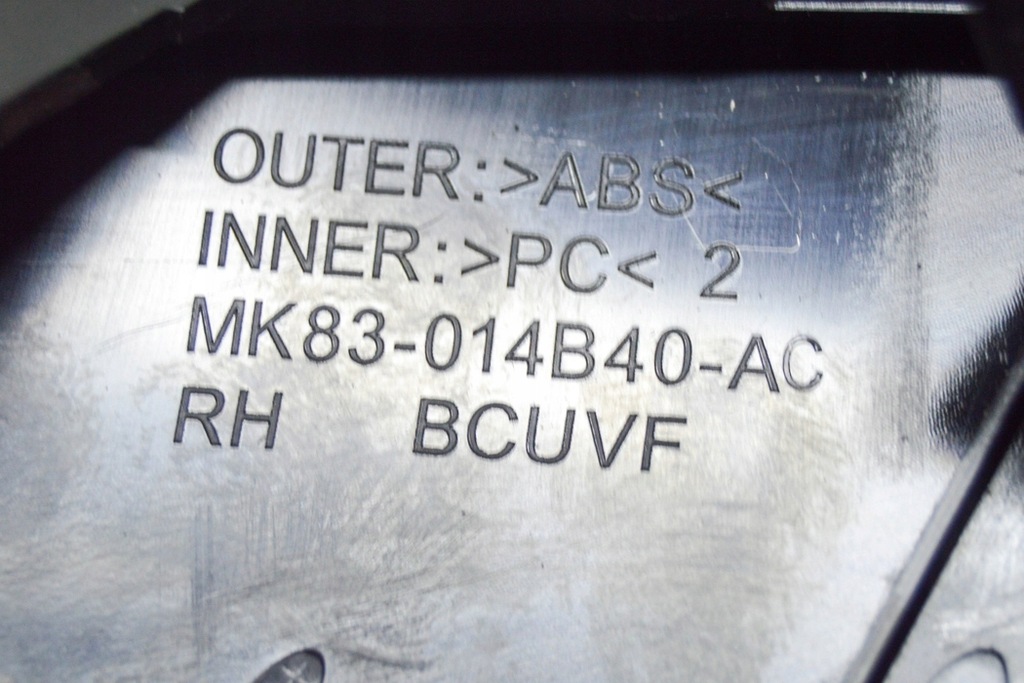 OUTER:>ABS<
INNER:>PC< 2
MK83-014B40-AC
RH BCUVF